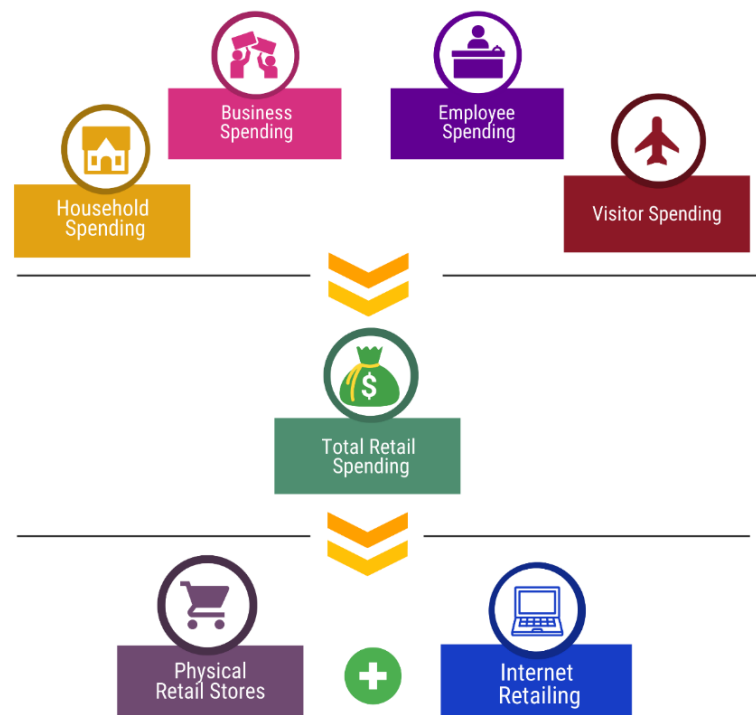 Business
Spending
Employee
Spending
Household
Spending
Visitor Spending
$
Total Retail
Spending
Physical
Retail Stores
Internet
Retailing